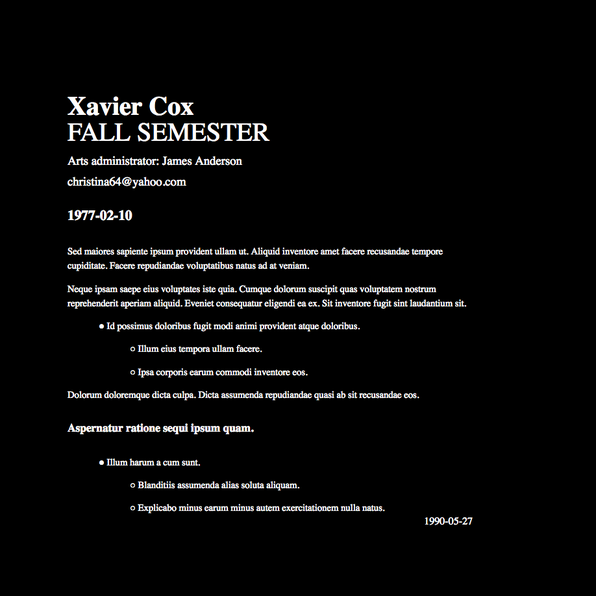 Xavier Cox
FALL SEMESTER
Arts administrator: James Anderson
christina64@yahoo.com
1977-02-10
Sed maiores sapiente ipsum provident ullam ut. Aliquid inventore amet facere recusandae tempore
cupiditate. Facere repudiandae voluptatibus natus ad at veniam.
Neque ipsam saepe eius voluptates iste quia. Cumque dolorum suscipit quas voluptatem nostrum
reprehenderit aperiam aliquid. Eveniet consequatur eligendi ea ex. Sit inventore fugit sint laudantium sit.
Id possimus doloribus fugit modi animi provident atque doloribus.
Illum eius tempora ullam facere.
Ipsa corporis earum commodi inventore eos.
Dolorum doloremque dicta culpa. Dicta assumenda repudiandae quasi ab sit recusandae eos.
Aspernatur ratione sequi ipsum quam.
Illum harum a cum sunt.
Blanditiis assumenda alias soluta aliquam.
Explicabo minus earum minus autem exercitationem nulla natus.
1990-05-27